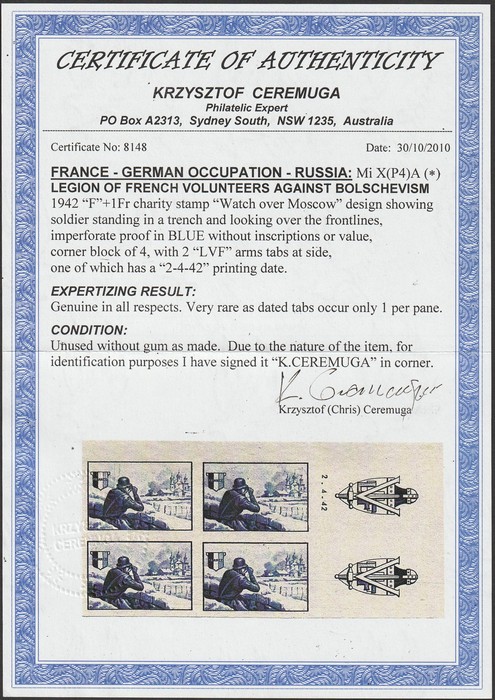 CERTIFICATE OF AUTHENTICITY
KRZYSZTOF CEREMUGA
Philatelic Expert
PO Box A2313, Sydney South, NSW 1235, Australia
Certificate No: 8148 Date: 30/10/2010
FRANCE - GERMAN OCCUPATION - RUSSIA: Mi X(P4)A (*)
LEGION OF FRENCH VOLUNTEERS AGAINST BOLSCHEVISM
1942 “F”+1Fr charity stamp “Watch over Moscow” design showing
soldier standing in a trench and looking over the frontlines,
imperforate proof in BLUE without inscriptions or value,
corner block of 4, with 2 “LVF” arms tabs at side,
one of which has a “2-4-42” printing date.
EXPERTIZING RESULT:
Genuine in all respects. Very rare as dated tabs occur only 1 per pane.
CONDITION:
Unused without gum as made. Due to the nature of the item, for
identification purposes I have signed it “K.CEREMUGA” in corner.
K. Ceremuga
Krzysztof (Chris) Ceremuga
2.4.42